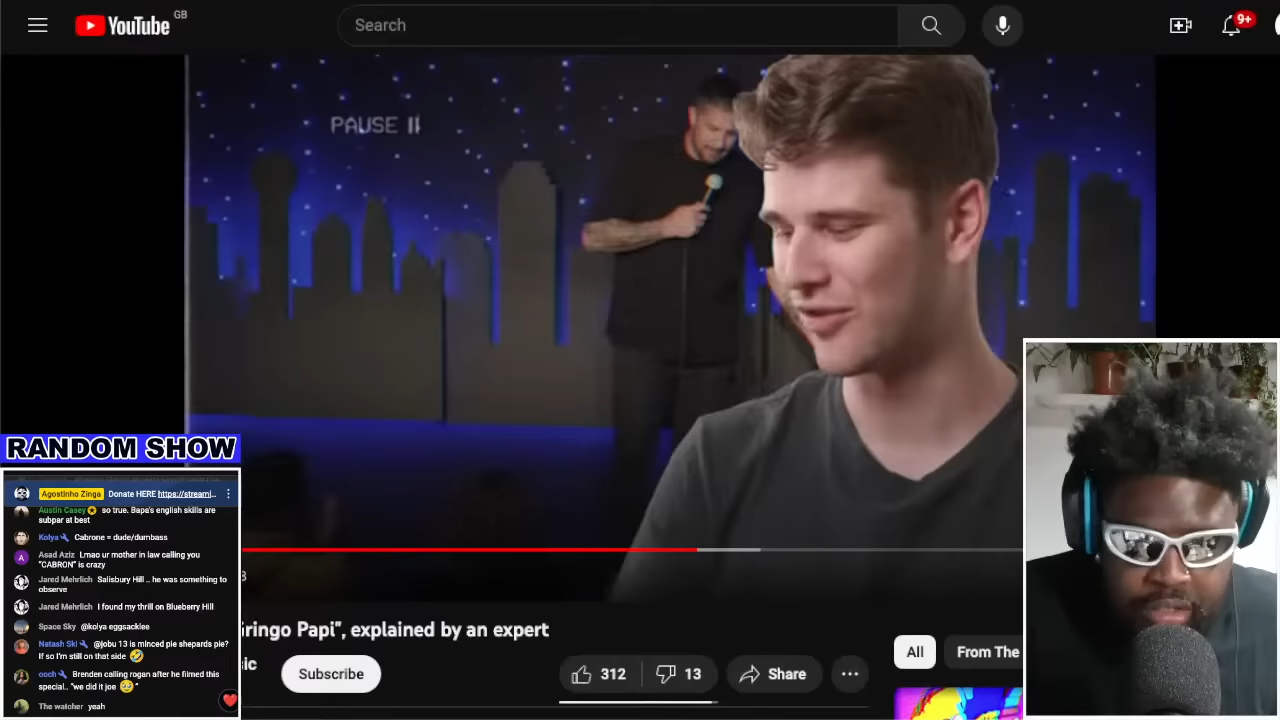 YouTube
GB
Search
9+
PAUSE
RANDOM SHOW
Agostinho Zinga Donate HERE https://streaml...
Austin Casey so true. Bapa's english skills are
subpar at best
Kolya Cabrone = dude/dumbass
A
Asad Aziz Lmao ur mother in law calling you
"CABRON" is crazy
Jared Mehrlich Salisbury Hill .. he was something to
observe
Jared Mehrlich I found my thrill on Blueberry Hill
Space Sky @kolya eggsacklee
Natash Ski @jobu 13 is minced pie shepards pie?
If so I'm still on that side
ooch Brenden calling rogan after he filmed this
special.. "we did it joe "
The watcher yeah
Gringo Papi", explained by an expert
Subscribe
312
13
Share
All
From The